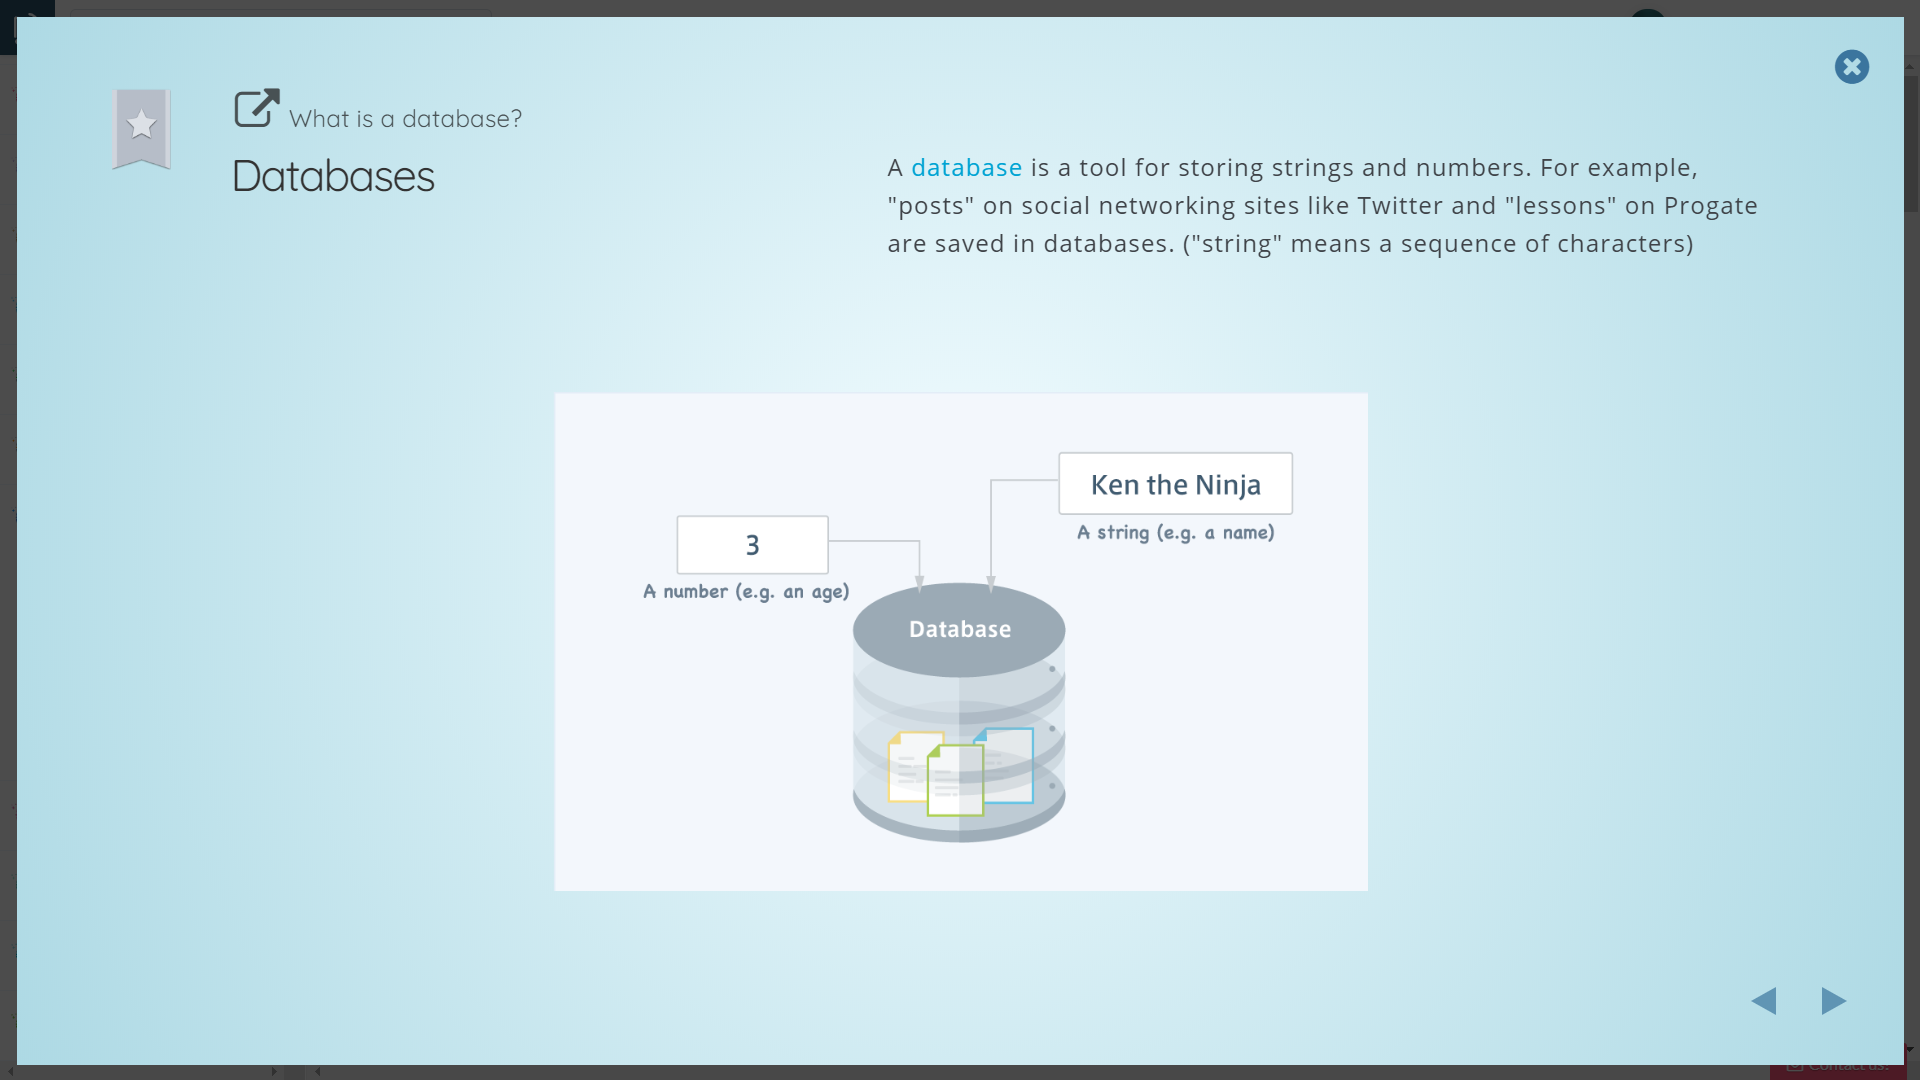 What is a database?
Databases
A database is a tool for storing strings and numbers. For example,
"posts" on social networking sites like Twitter and "lessons" on Progate
are saved in databases. ("string" means a sequence of characters)
Ken the Ninja
A string (e.g. a name)
3
A number (e.g. an age)
Database
Contact us!